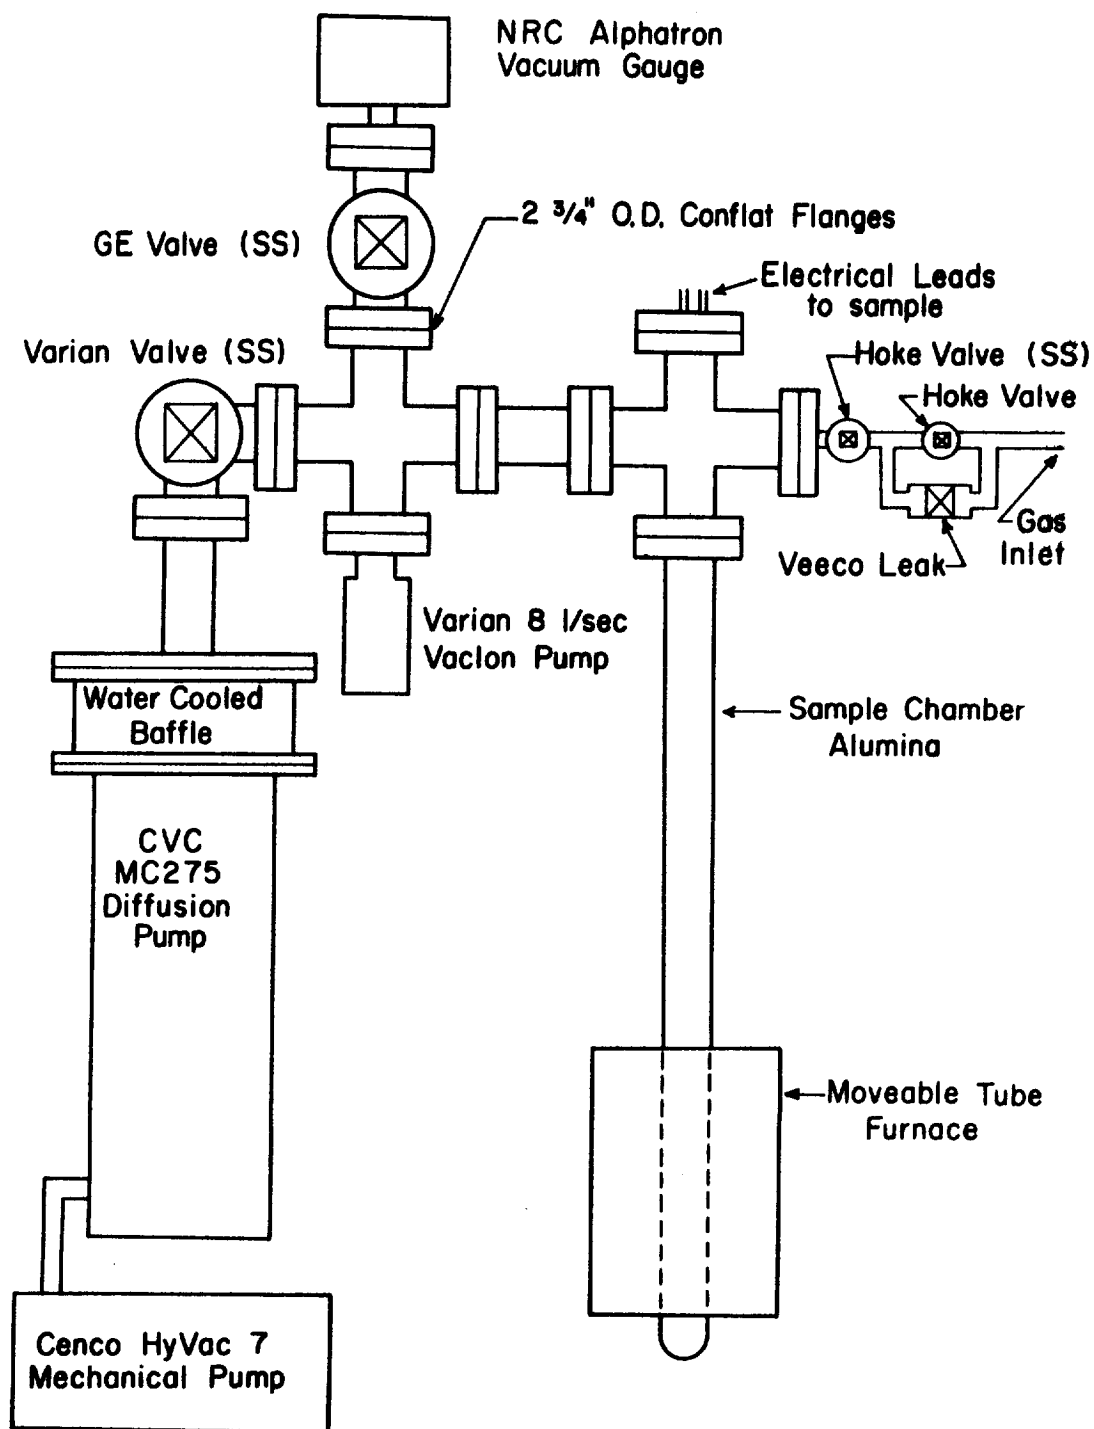 NRC Alphatron
Vacuum Gauge
2 3/4" O.D. Conflat Flanges
GE Valve (SS)
Electrical Leads
to sample
Varian Valve (SS)
Hoke Valve (SS)
Hoke Valve
Gas
Inlet
Veeco Leak
Varian 8 l/sec
VacIon Pump
Water Cooled
Baffle
Sample Chamber
Alumina
CVC
MC275
Diffusion
Pump
Moveable Tube
Furnace
Cenco HyVac 7
Mechanical Pump